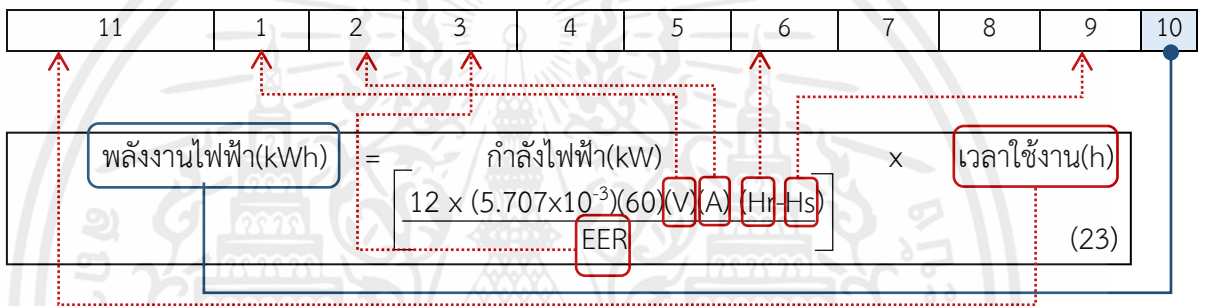 11 1 2 3 4 5 6 7 8 9 10
พลังงานไฟฟ้า(kWh) = กำลังไฟฟ้า(kW) x เวลาใช้งาน(h)
12 x (5.707x10⁻³)(60)(V)(A) (Hr-Hs)
EER (23)